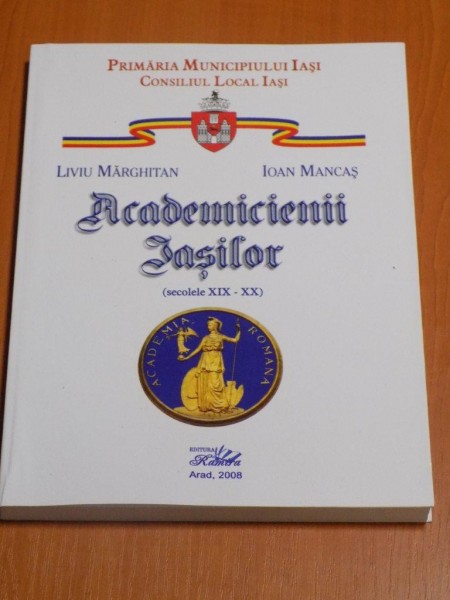 PRIMĂRIA MUNICIPIULUI IAŞI
CONSILIUL LOCAL IAŞI
LIVIU MĂRGHITAN IOAN MANCAŞ
Academicienii
Iaşilor
(secolele XIX - XX)
ACADEMIA ROMANA
EDITURA
Ramira
Arad, 2008